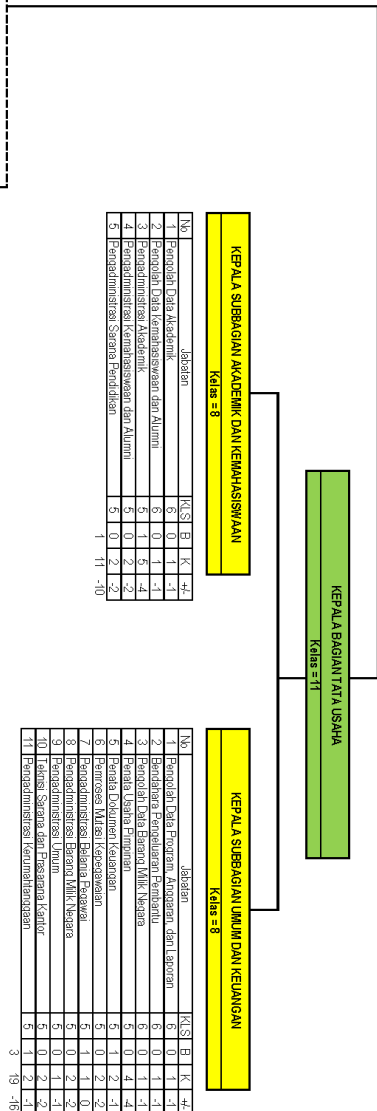 KEPALA BAGIAN TATA USAHA
Kelas = 11
KEPALA SUBBAGIAN AKADEMIK DAN KEMAHASISWAAN
Kelas = 8
No Jabatan KLS B K +/-
1 Pengolah Data Akademik 6 0 1 -1
2 Pengolah Data Kemahasiswaan dan Alumni 6 0 1 -1
3 Pengadministrasi Akademik 5 1 5 -4
4 Pengadministrasi Kemahasiswaan dan Alumni 5 0 2 -2
5 Pengadministrasi Sarana Pendidikan 5 0 2 -2
1 11 -10
KEPALA SUBBAGIAN UMUM DAN KEUANGAN
Kelas = 8
No Jabatan KLS B K +/-
1 Pengolah Data Program, Anggaran, dan Laporan 6 0 1 -1
2 Bendahara Pengeluaran Pembantu 6 0 1 -1
3 Pengolah Data Barang Milik Negara 6 0 1 -1
4 Penata Usaha Pimpinan 5 0 4 -4
5 Penata Dokumen Keuangan 5 1 2 -1
6 Pemroses Mutasi Kepegawaian 5 0 2 -2
7 Pengadministrasi Belanja Pegawai 5 1 1 0
8 Pengadministrasi Barang Milik Negara 5 0 2 -2
9 Pengadministrasi Umum 5 0 1 -1
10 Teknisi Sarana dan Prasarana Kantor 5 0 2 -2
11 Pengadministrasi Kerumahtanggaan 5 1 2 -1
3 19 -16